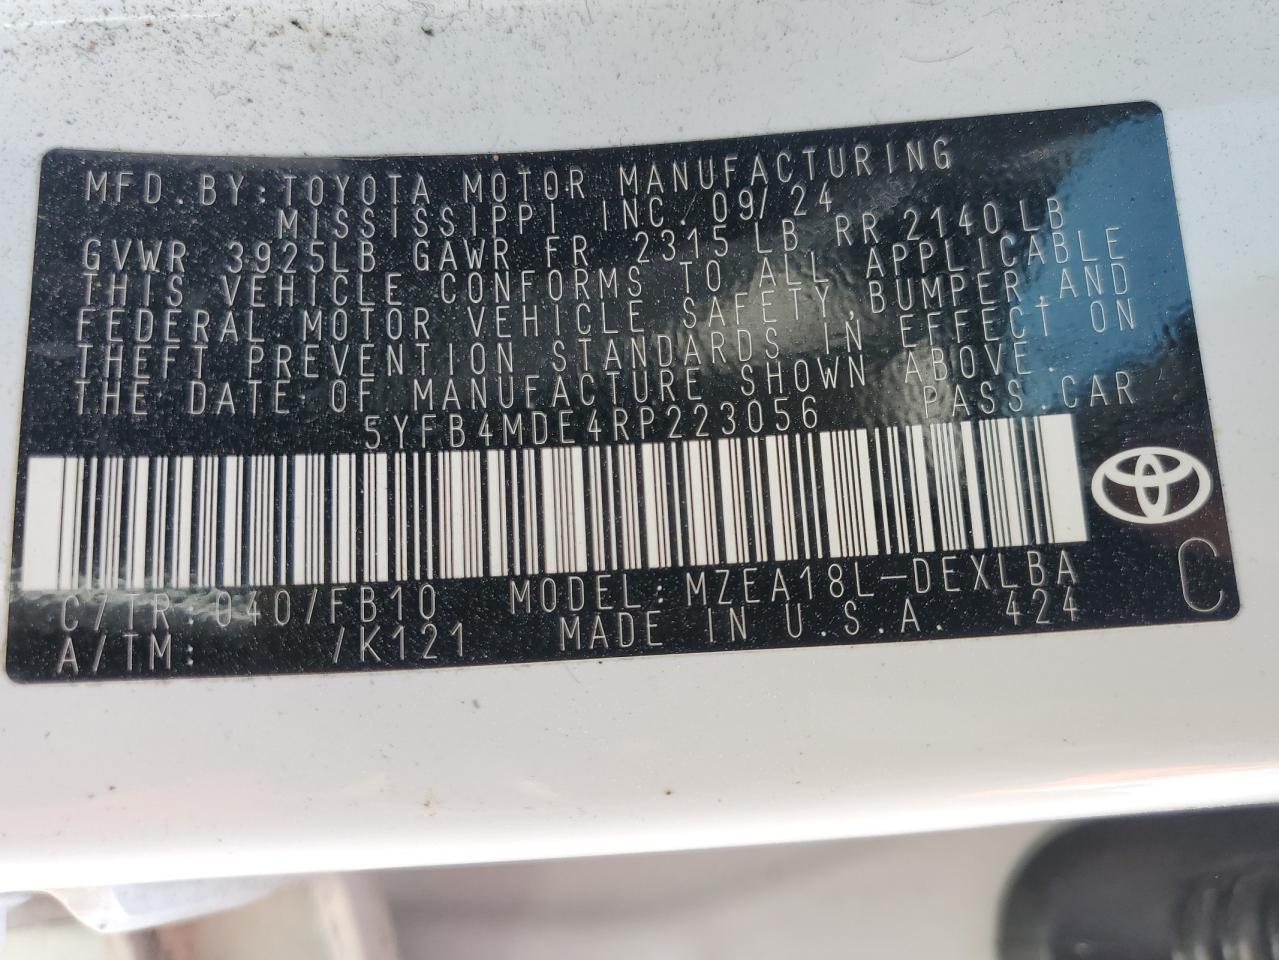 MFD.BY:TOYOTA MOTOR MANUFACTURING
MISSISSIPPI INC. 09/24
GVWR 3925LB GAWR FR 2315LB RR 2140LB
THIS VEHICLE CONFORMS TO ALL APPLICABLE
FEDERAL MOTOR VEHICLE SAFETY,BUMPER,AND
THEFT PREVENTION STANDARDS IN EFFECT ON
THE DATE OF MANUFACTURE SHOWN ABOVE.
5YFB4MDE4RP223056 PASS.CAR
C/TR:040/FB10 MODEL:MZEA18L-DEXLBA
A/TM: /K121 MADE IN U.S.A. 424
C